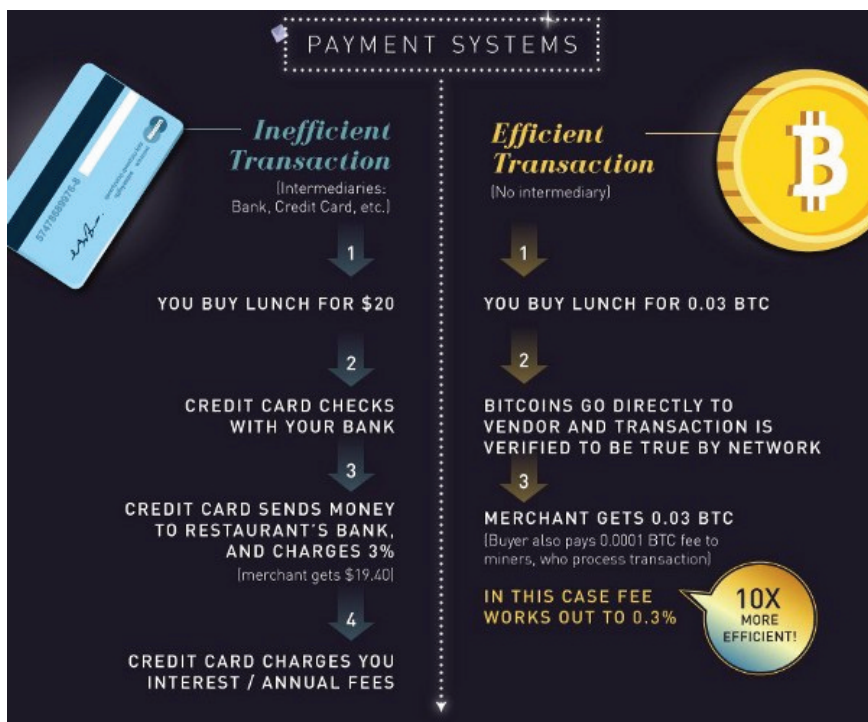 PAYMENT SYSTEMS
Inefficient
Transaction
(Intermediaries:
Bank, Credit Card, etc.)
1
YOU BUY LUNCH FOR $20
2
CREDIT CARD CHECKS
WITH YOUR BANK
3
CREDIT CARD SENDS MONEY
TO RESTAURANT'S BANK,
AND CHARGES 3%
(merchant gets $19.40)
4
CREDIT CARD CHARGES YOU
INTEREST / ANNUAL FEES
Efficient
Transaction
(No intermediary)
1
YOU BUY LUNCH FOR 0.03 BTC
2
BITCOINS GO DIRECTLY TO
VENDOR AND TRANSACTION IS
VERIFIED TO BE TRUE BY NETWORK
3
MERCHANT GETS 0.03 BTC
(Buyer also pays 0.0001 BTC fee to
miners, who process transaction)
IN THIS CASE FEE
WORKS OUT TO 0.3%
10X
MORE
EFFICIENT!